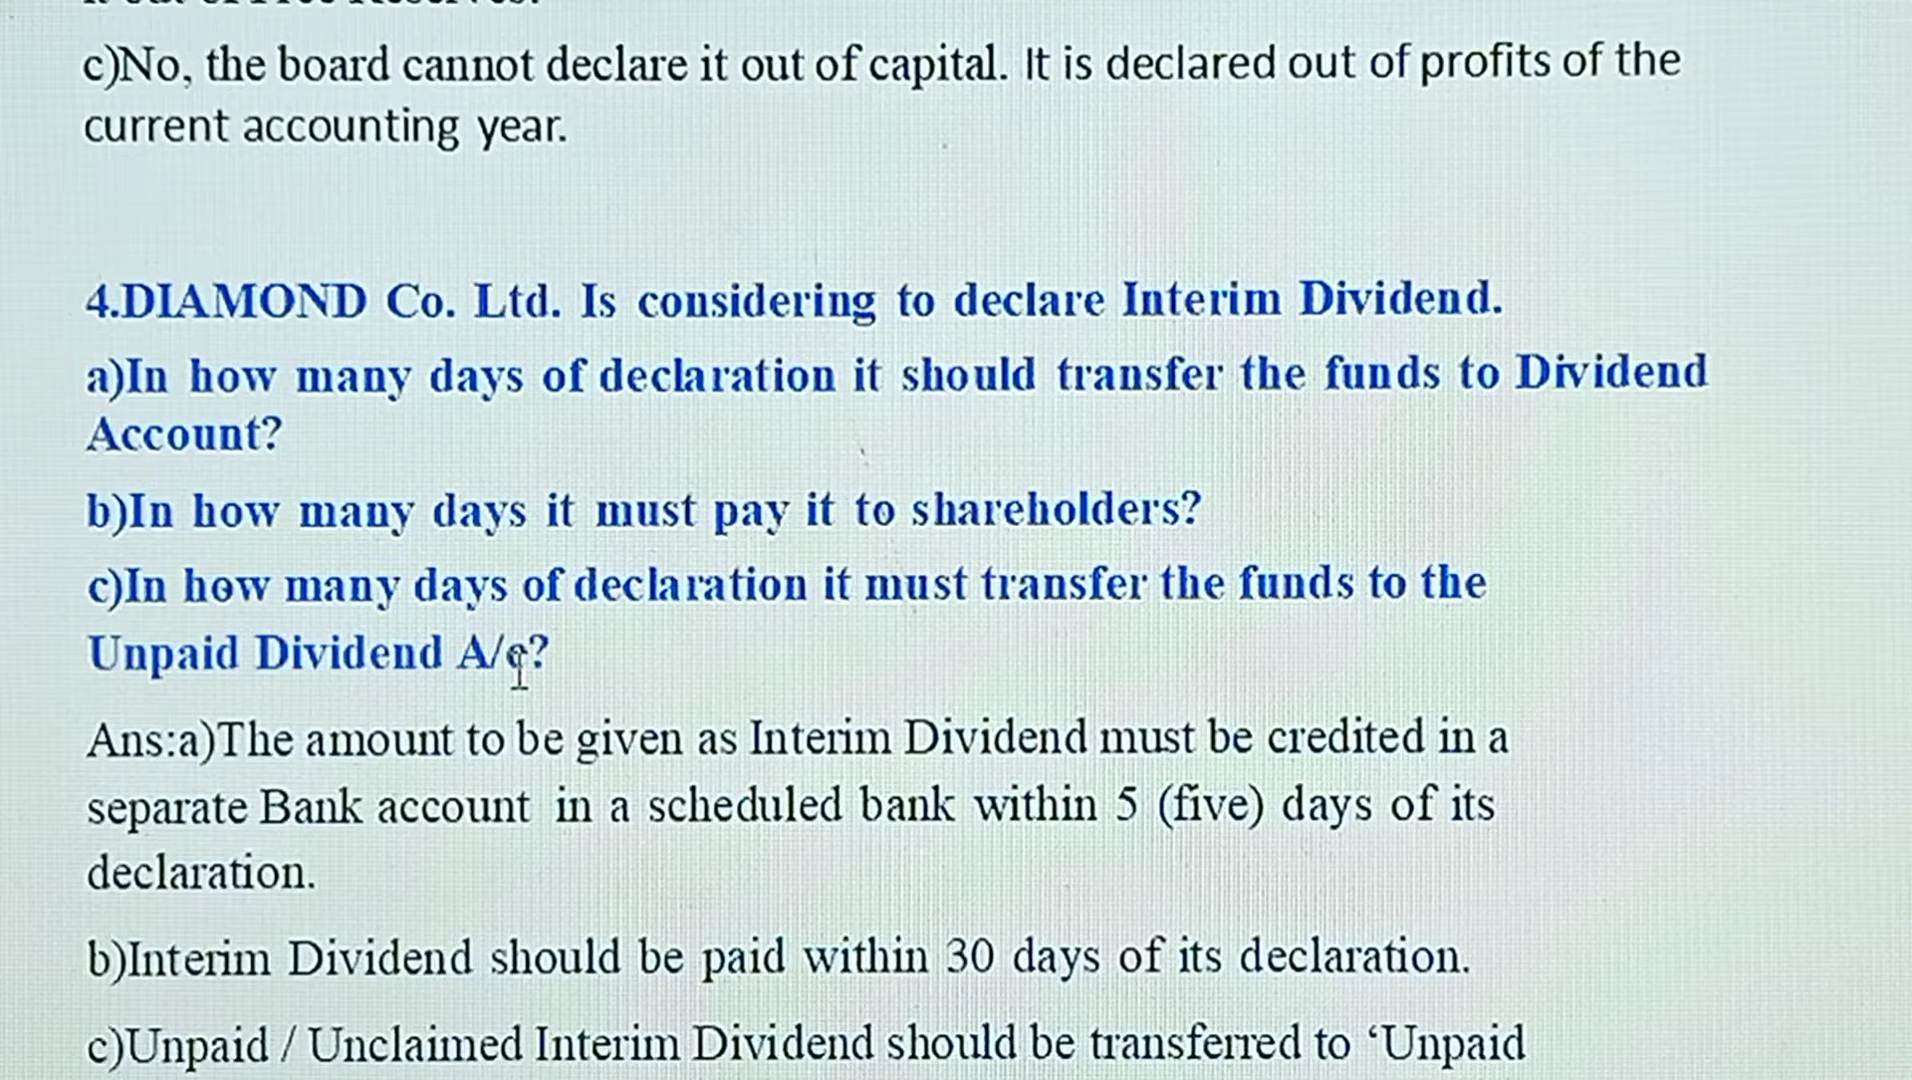 c)No, the board cannot declare it out of capital. It is declared out of profits of the
current accounting year.
4.DIAMOND Co. Ltd. Is considering to declare Interim Dividend.
a)In how many days of declaration it should transfer the funds to Dividend
Account?
b)In how many days it must pay it to shareholders?
c)In how many days of declaration it must transfer the funds to the
Unpaid Dividend A/c?
Ans:a)The amount to be given as Interim Dividend must be credited in a
separate Bank account in a scheduled bank within 5 (five) days of its
declaration.
b)Interim Dividend should be paid within 30 days of its declaration.
c)Unpaid / Unclaimed Interim Dividend should be transferred to ‘Unpaid